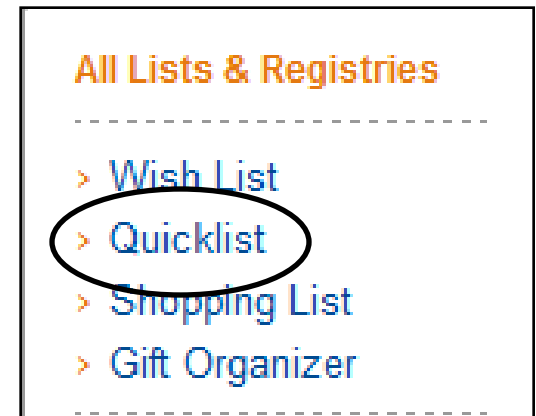 All Lists & Registries
> Wish List
> Quicklist
> Shopping List
> Gift Organizer